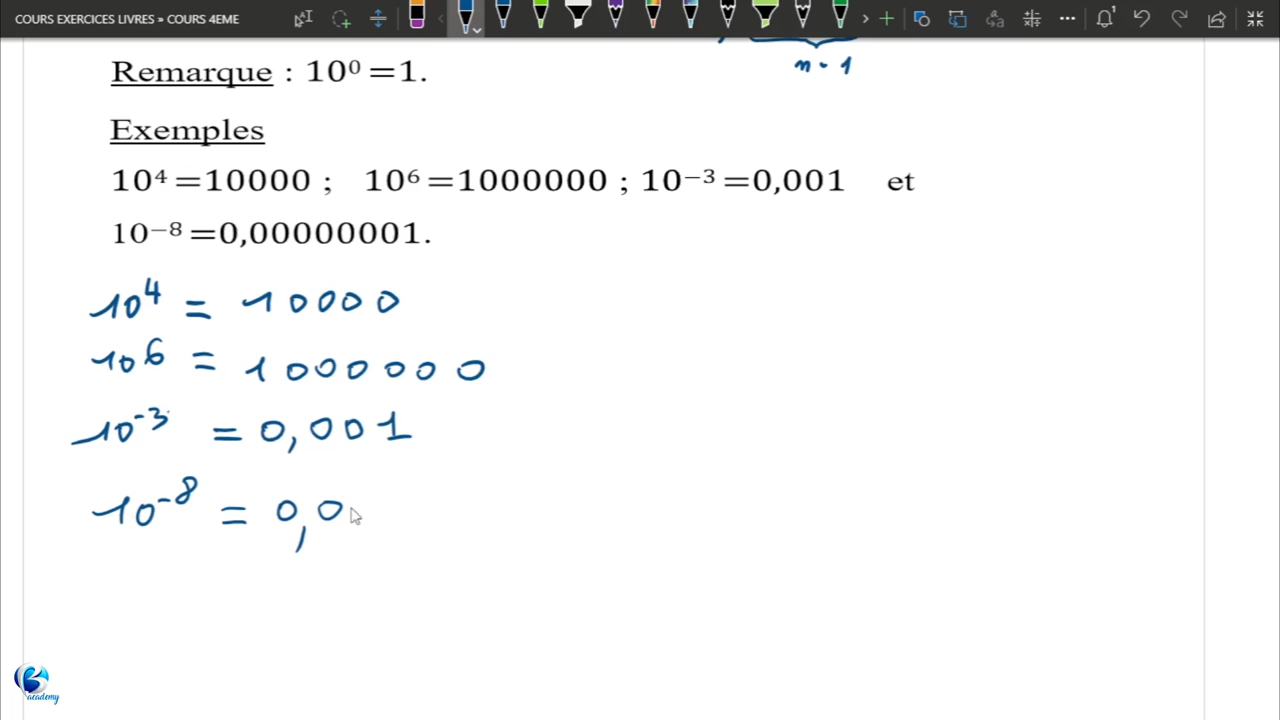 COURS EXERCICES LIVRES » COURS 4EME
n - 1
Remarque : 10⁰ =1.
Exemples
10⁴ =10000 ; 10⁶ =1000000 ; 10⁻³ =0,001 et
10⁻⁸ =0,00000001.
10⁴ = 10000
10⁶ = 1000000
10⁻³ = 0,001
10⁻⁸ = 0,0
academy